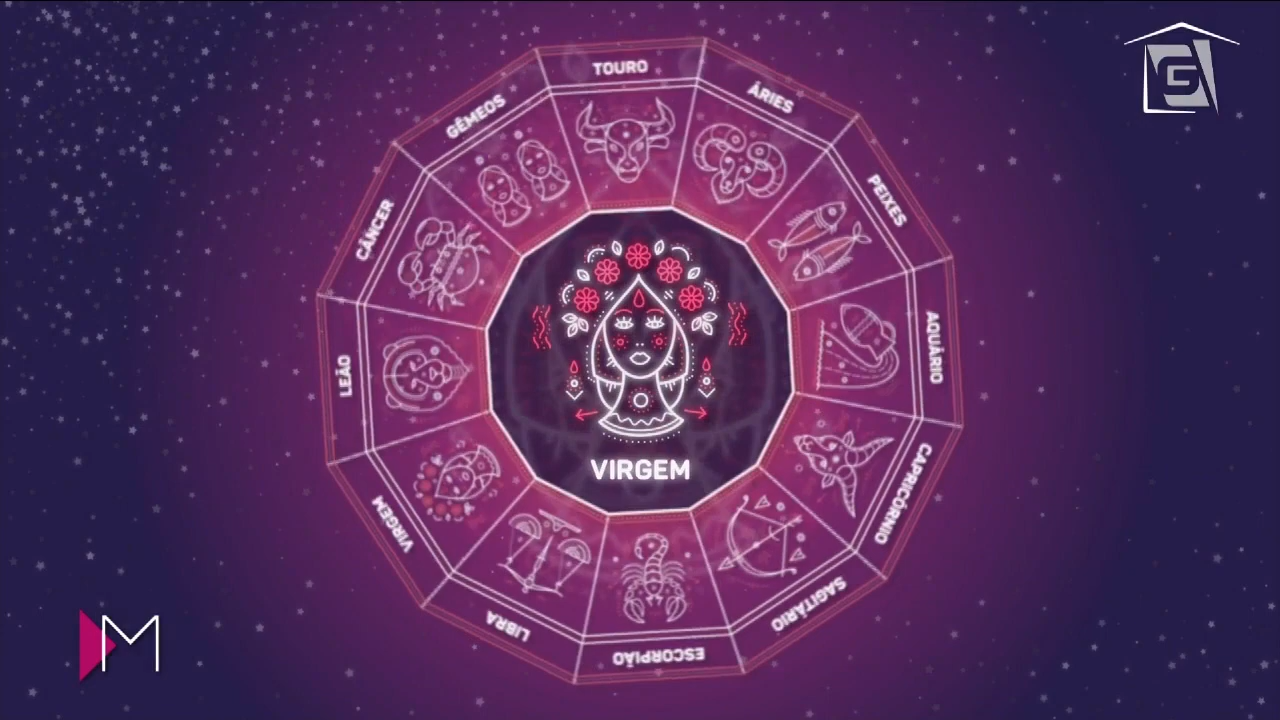 TOURO
ÁRIES
PEIXES
AQUÁRIO
CAPRICÓRNIO
SAGITÁRIO
ESCORPIÃO
LIBRA
VIRGEM
LEÃO
CÂNCER
GÊMEOS
VIRGEM
G
M